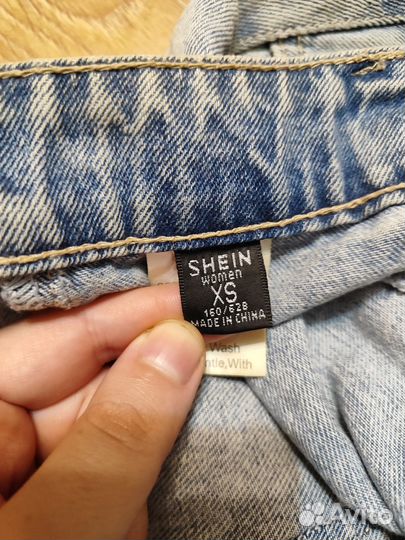 SHEIN
women
XS
160/62B
MADE IN CHINA
Wash
ntle,With
Avito